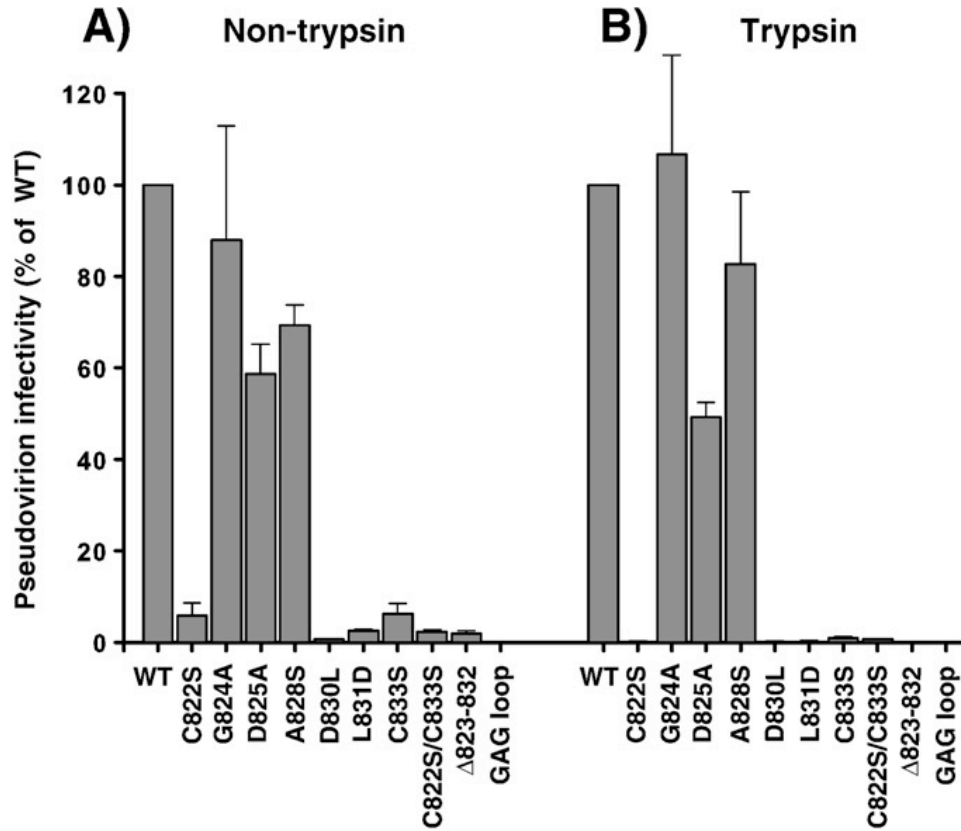 A) Non-trypsin
B) Trypsin
Pseudovirion infectivity (% of WT)
120
100
80
60
40
20
0
WT
C822S
G824A
D825A
A828S
D830L
L831D
C833S
C822S/C833S
Δ823-832
GAG loop
WT
C822S
G824A
D825A
A828S
D830L
L831D
C833S
C822S/C833S
Δ823-832
GAG loop